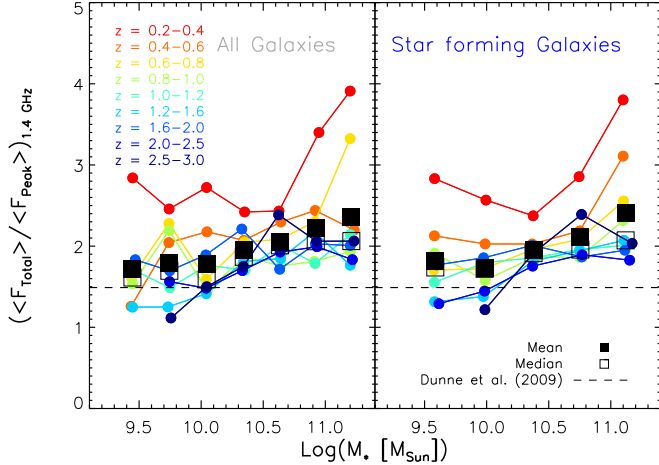 All Galaxies
z = 0.2-0.4
z = 0.4-0.6
z = 0.6-0.8
z = 0.8-1.0
z = 1.0-1.2
z = 1.2-1.6
z = 1.6-2.0
z = 2.0-2.5
z = 2.5-3.0
Star forming Galaxies
Mean
Median
Dunne et al. (2009)
5
4
3
2
1
0
(<F_Total>/<F_Peak>)_1.4 GHz
9.5 10.0 10.5 11.0 9.5 10.0 10.5 11.0
Log(M_* [M_Sun])